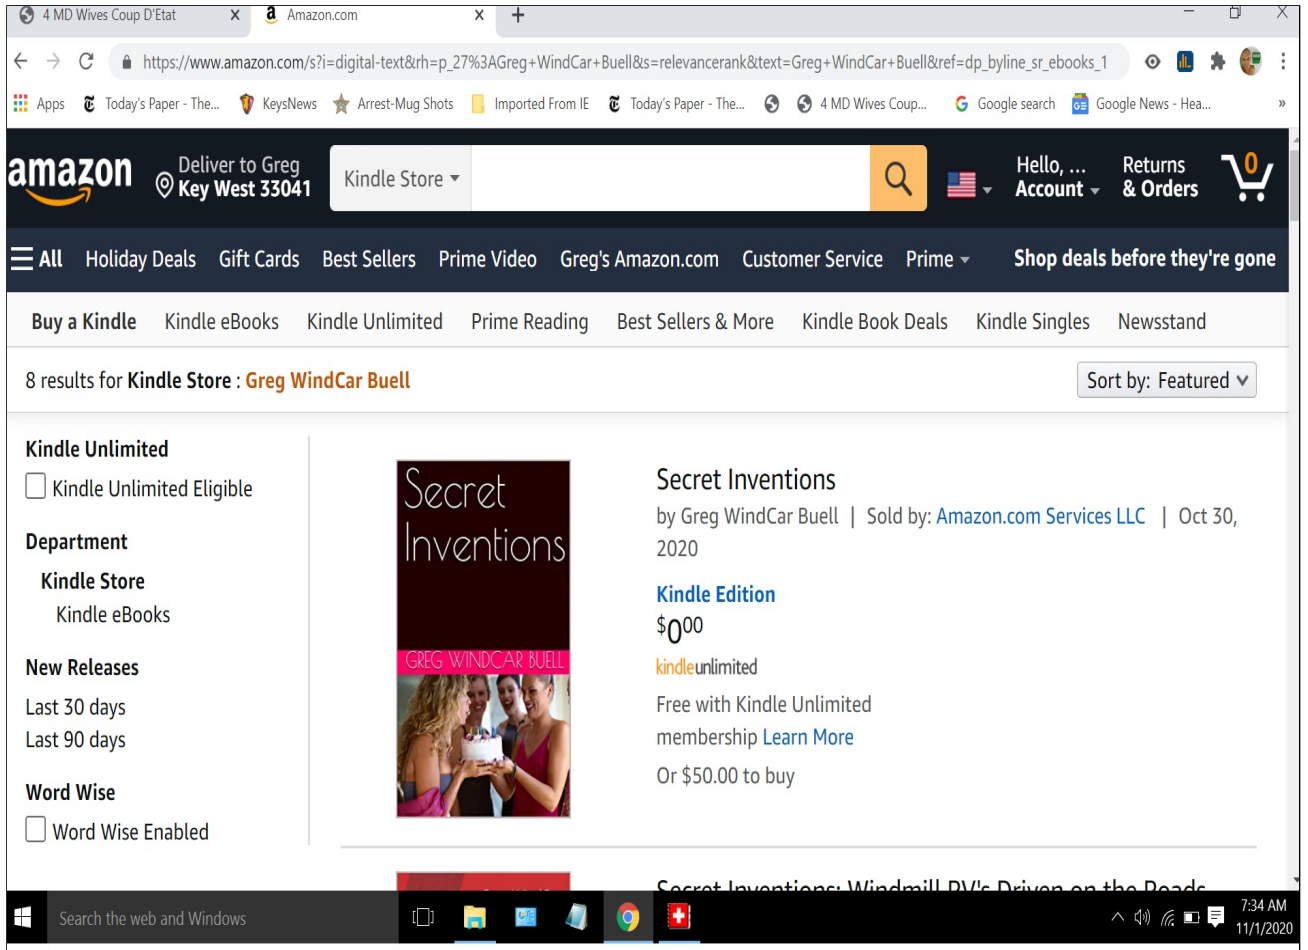 4 MD Wives Coup D'Etat x Amazon.com x +
https://www.amazon.com/s?i=digital-text&rh=p_27%3AGreg+WindCar+Buell&s=relevancerank&text=Greg+WindCar+Buell&ref=dp_byline_sr_ebooks_1
Apps Today's Paper - The... KeysNews Arrest-Mug Shots Imported From IE Today's Paper - The... 4 MD Wives Coup... Google search Google News - Hea... »
amazon Deliver to Greg Key West 33041 Kindle Store Hello, ... Account Returns & Orders 0
All Holiday Deals Gift Cards Best Sellers Prime Video Greg's Amazon.com Customer Service Prime Shop deals before they're gone
Buy a Kindle Kindle eBooks Kindle Unlimited Prime Reading Best Sellers & More Kindle Book Deals Kindle Singles Newsstand
8 results for Kindle Store : Greg WindCar Buell Sort by: Featured
Kindle Unlimited
Kindle Unlimited Eligible
Department
Kindle Store
Kindle eBooks
New Releases
Last 30 days
Last 90 days
Word Wise
Word Wise Enabled
Secret
Inventions
GREG WINDCAR BUELL
Secret Inventions
by Greg WindCar Buell | Sold by: Amazon.com Services LLC | Oct 30,
2020
Kindle Edition
$000
kindleunlimited
Free with Kindle Unlimited
membership Learn More
Or $50.00 to buy
Secret Inventions: Windmill RV's Driven on the Roads
Search the web and Windows
7:34 AM
11/1/2020